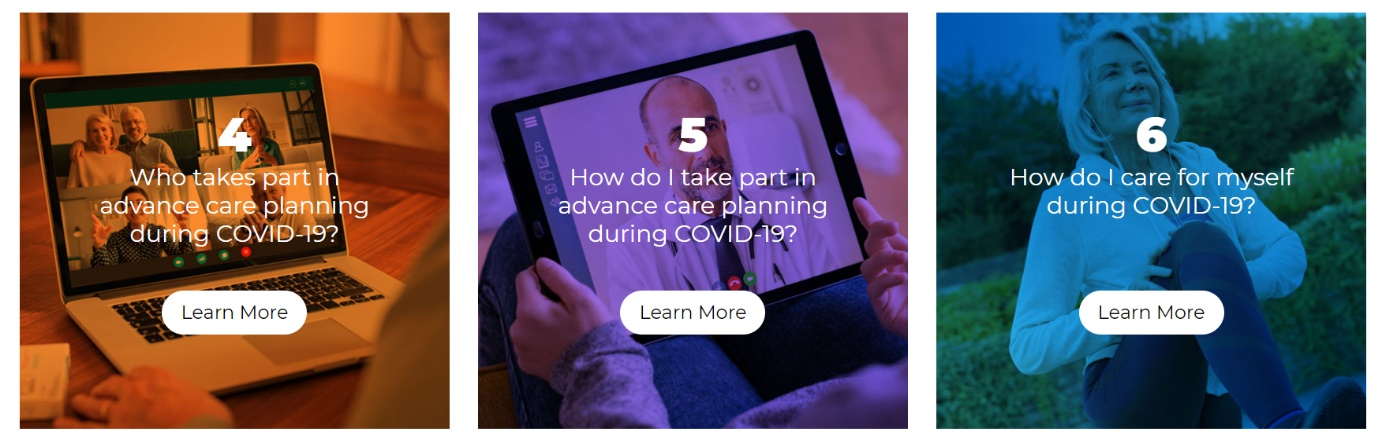 4
Who takes part in
advance care planning
during COVID-19?
Learn More
5
How do I take part in
advance care planning
during COVID-19?
Learn More
6
How do I care for myself
during COVID-19?
Learn More